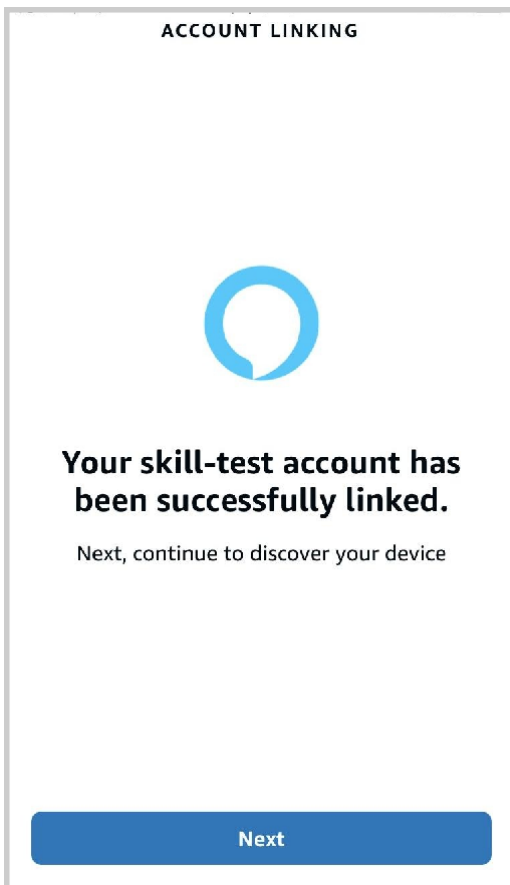 ACCOUNT LINKING
Your skill-test account has
been successfully linked.
Next, continue to discover your device
Next